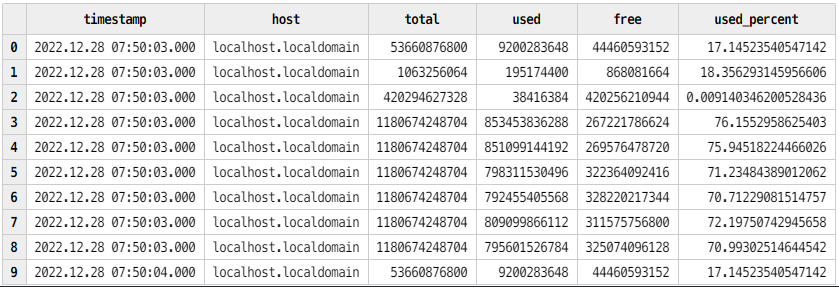 timestamp host total used free used_percent
0 2022.12.28 07:50:03.000 localhost.localdomain 53660876800 9200283648 44460593152 17.14523540547142
1 2022.12.28 07:50:03.000 localhost.localdomain 1063256064 195174400 868081664 18.356293145956606
2 2022.12.28 07:50:03.000 localhost.localdomain 420294627328 38416384 420256210944 0.009140346200528436
3 2022.12.28 07:50:03.000 localhost.localdomain 1180674248704 853453836288 267221786624 76.1552958625403
4 2022.12.28 07:50:03.000 localhost.localdomain 1180674248704 851099144192 269576478720 75.94518224466026
5 2022.12.28 07:50:03.000 localhost.localdomain 1180674248704 798311530496 322364092416 71.23484389012062
6 2022.12.28 07:50:03.000 localhost.localdomain 1180674248704 792455405568 328220217344 70.71229081514757
7 2022.12.28 07:50:03.000 localhost.localdomain 1180674248704 809099866112 311575756800 72.19750742945658
8 2022.12.28 07:50:03.000 localhost.localdomain 1180674248704 795601526784 325074096128 70.99302514644542
9 2022.12.28 07:50:04.000 localhost.localdomain 53660876800 9200283648 44460593152 17.14523540547142